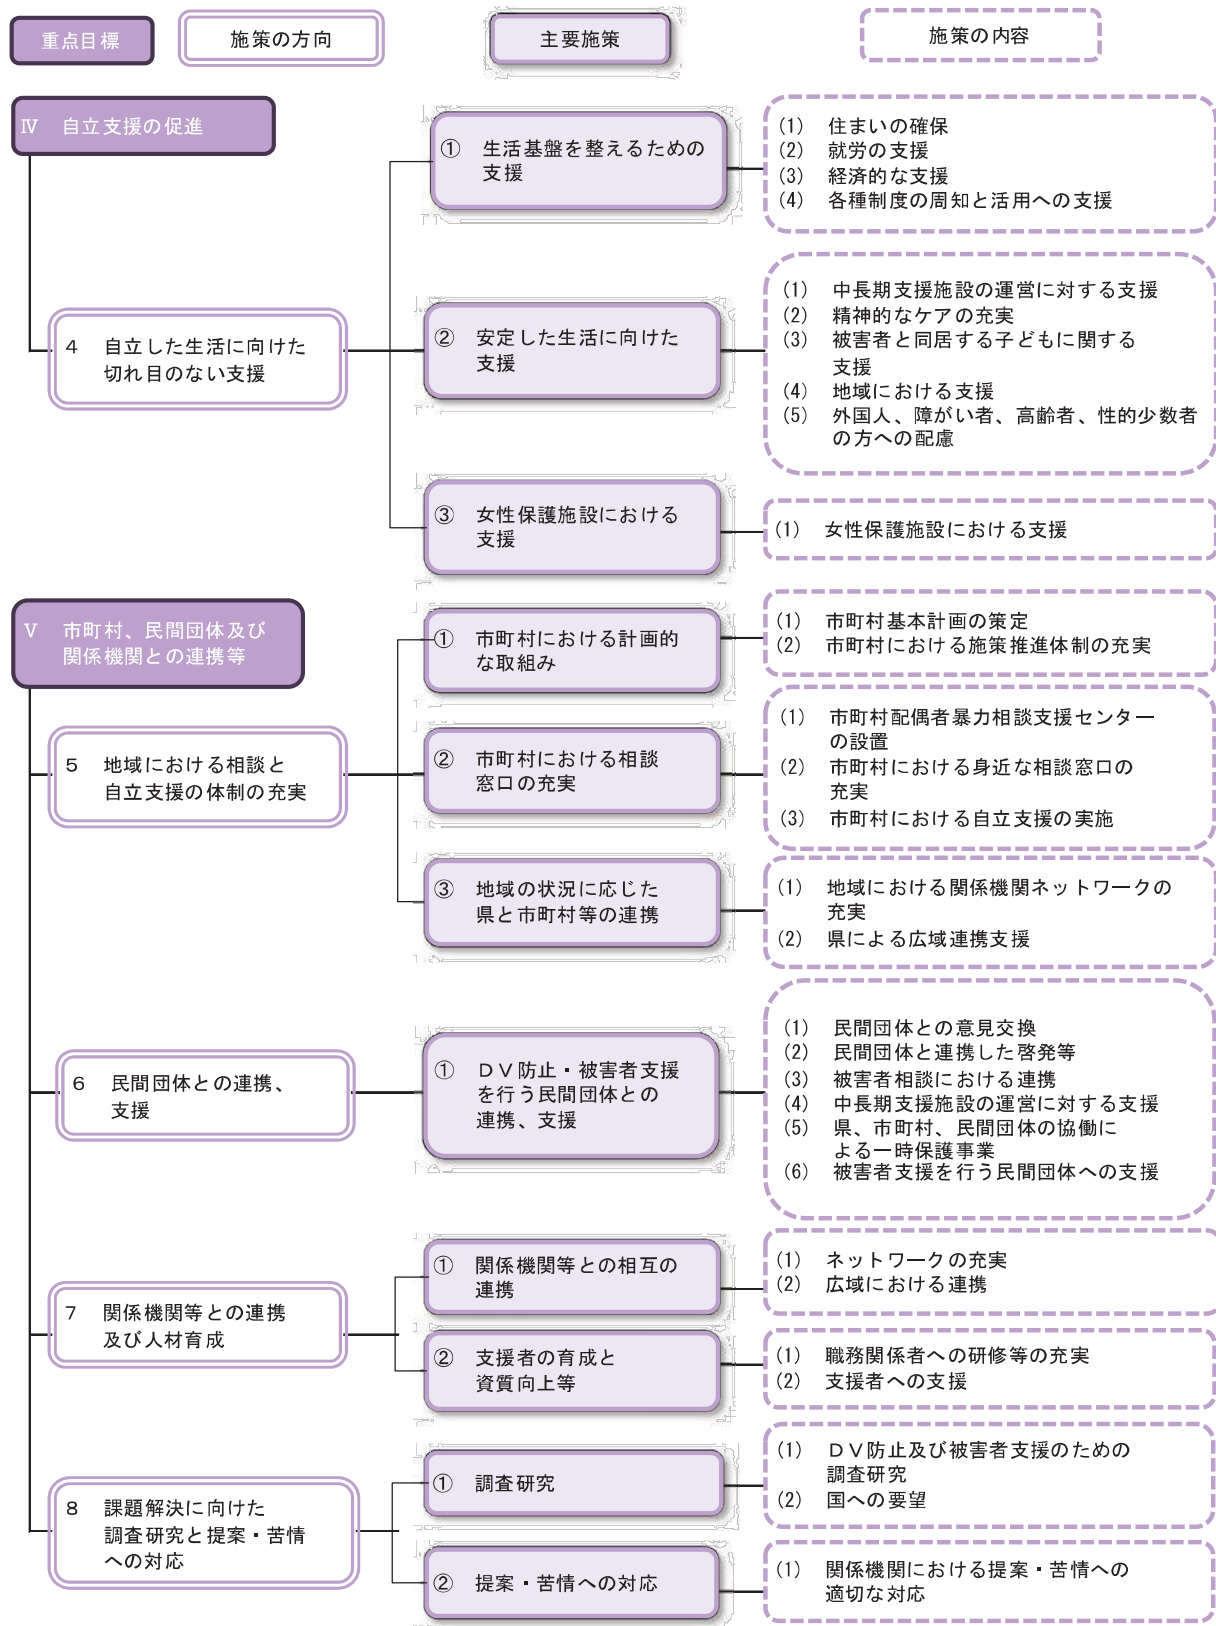 重点目標
施策の方向
主要施策
施策の内容
Ⅳ 自立支援の促進
4 自立した生活に向けた
切れ目のない支援
① 生活基盤を整えるための
支援
(1) 住まいの確保
(2) 就労の支援
(3) 経済的な支援
(4) 各種制度の周知と活用への支援
② 安定した生活に向けた
支援
(1) 中長期支援施設の運営に対する支援
(2) 精神的なケアの充実
(3) 被害者と同居する子どもに関する
支援
(4) 地域における支援
(5) 外国人、障がい者、高齢者、性的少数者
の方への配慮
③ 女性保護施設における
支援
(1) 女性保護施設における支援
Ⅴ 市町村、民間団体及び
関係機関との連携等
5 地域における相談と
自立支援の体制の充実
① 市町村における計画的
な取組み
(1) 市町村基本計画の策定
(2) 市町村における施策推進体制の充実
② 市町村における相談
窓口の充実
(1) 市町村配偶者暴力相談支援センター
の設置
(2) 市町村における身近な相談窓口の
充実
(3) 市町村における自立支援の実施
③ 地域の状況に応じた
県と市町村等の連携
(1) 地域における関係機関ネットワークの
充実
(2) 県による広域連携支援
6 民間団体との連携、
支援
① DV防止・被害者支援
を行う民間団体との
連携、支援
(1) 民間団体との意見交換
(2) 民間団体と連携した啓発等
(3) 被害者相談における連携
(4) 中長期支援施設の運営に対する支援
(5) 県、市町村、民間団体の協働に
よる一時保護事業
(6) 被害者支援を行う民間団体への支援
7 関係機関等との連携
及び人材育成
① 関係機関等との相互の
連携
(1) ネットワークの充実
(2) 広域における連携
② 支援者の育成と
資質向上等
(1) 職務関係者への研修等の充実
(2) 支援者への支援
8 課題解決に向けた
調査研究と提案・苦情
への対応
① 調査研究
(1) DV防止及び被害者支援のための
調査研究
(2) 国への要望
② 提案・苦情への対応
(1) 関係機関における提案・苦情への
適切な対応